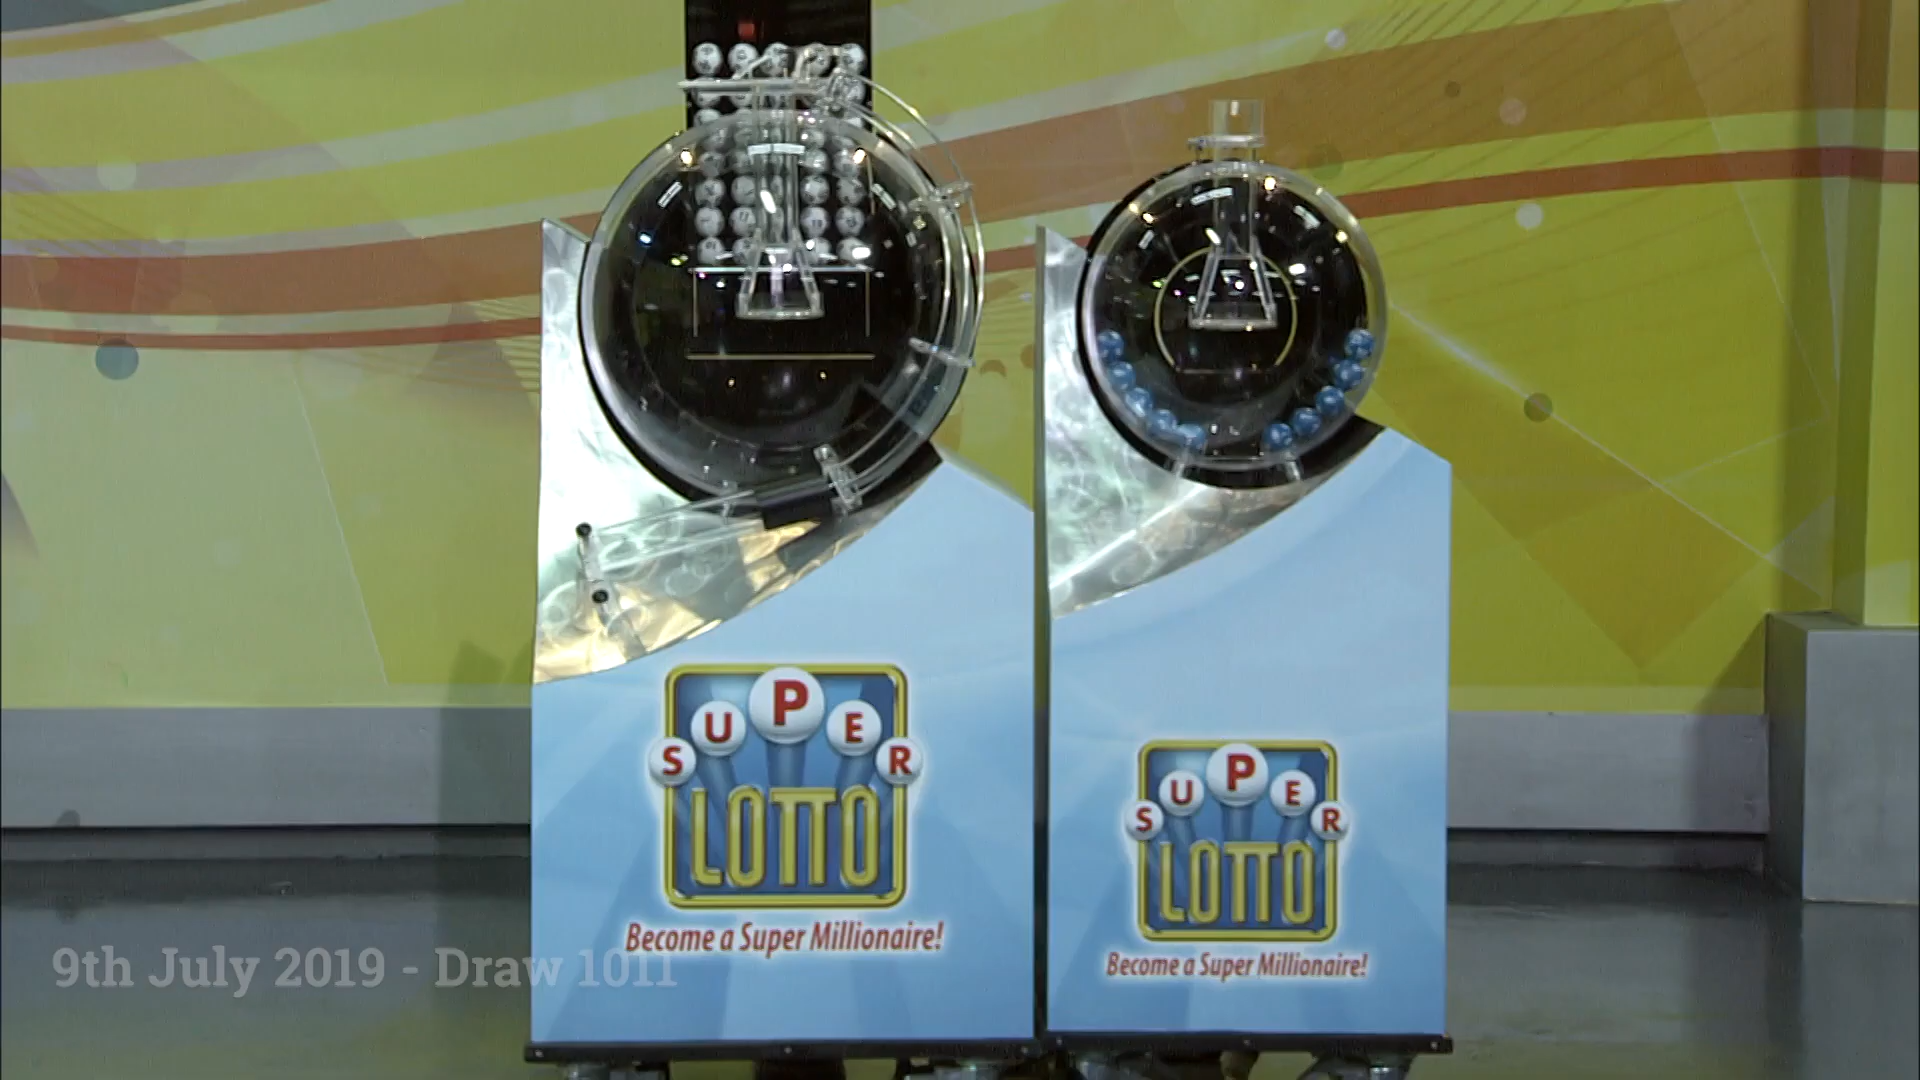 SUPER
LOTTO
Become a Super Millionaire!
SUPER
LOTTO
Become a Super Millionaire!
9th July 2019 - Draw 1011